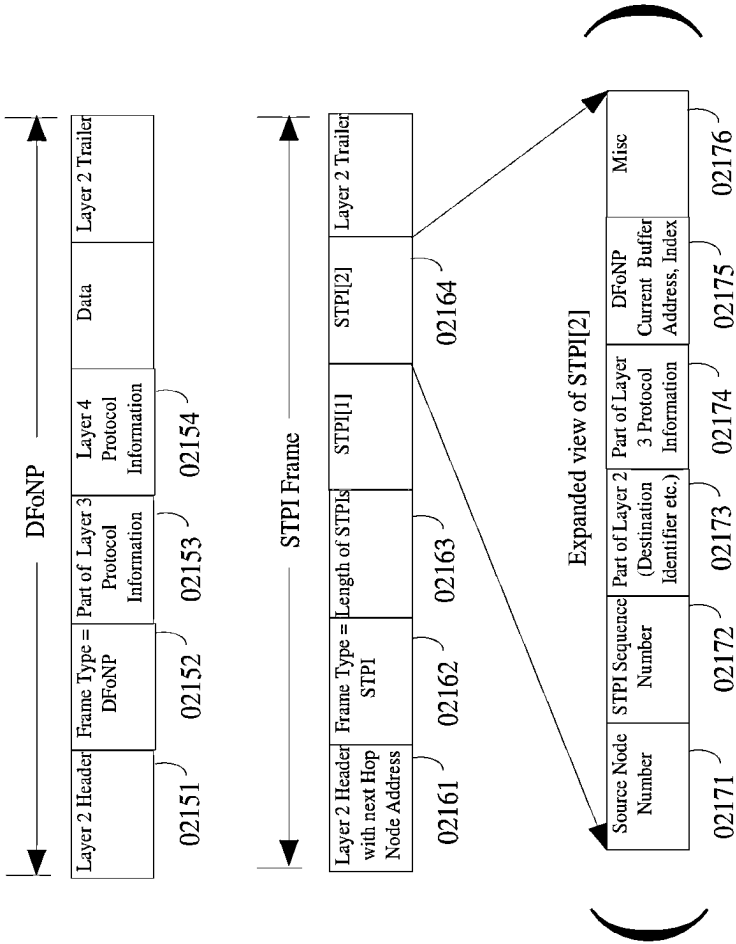 DFoNP
Layer 2 Header
Frame Type =
DFoNP
Part of Layer 3
Protocol
Information
Layer 4
Protocol
Information
Data
Layer 2 Trailer
02151
02152
02153
02154
STPI Frame
Layer 2 Header
with next Hop
Node Address
Frame Type =
STPI
Length of STPIs
STPI[1]
STPI[2]
Layer 2 Trailer
02161
02162
02163
02164
Expanded view of STPI[2]
Source Node
Number
STPI Sequence
Number
Part of Layer 2
(Destination
Identifier etc.)
Part of Layer
3 Protocol
Information
DFoNP
Current Buffer
Address, Index
Misc
02171
02172
02173
02174
02175
02176